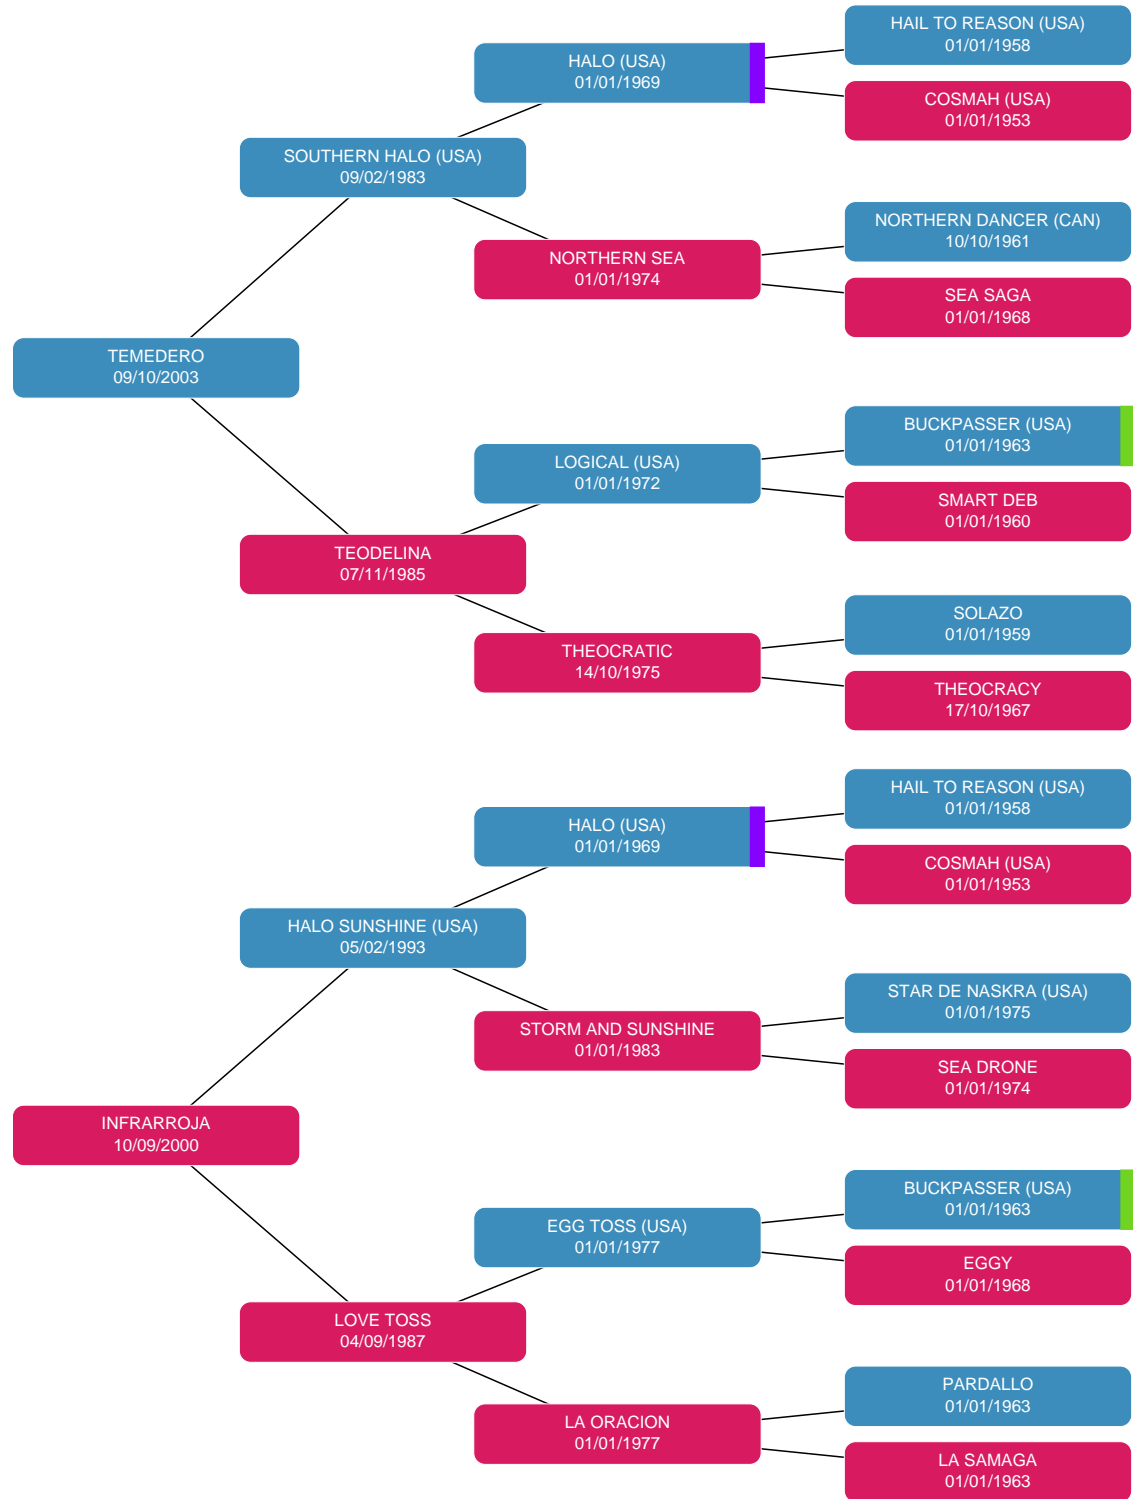 HAIL TO REASON (USA)
01/01/1958
HALO (USA)
01/01/1969
COSMAH (USA)
01/01/1953
SOUTHERN HALO (USA)
09/02/1983
NORTHERN DANCER (CAN)
10/10/1961
NORTHERN SEA
01/01/1974
SEA SAGA
01/01/1968
TEMEDERO
09/10/2003
BUCKPASSER (USA)
01/01/1963
LOGICAL (USA)
01/01/1972
SMART DEB
01/01/1960
TEODELINA
07/11/1985
SOLAZO
01/01/1959
THEOCRATIC
14/10/1975
THEOCRACY
17/10/1967
HAIL TO REASON (USA)
01/01/1958
HALO (USA)
01/01/1969
COSMAH (USA)
01/01/1953
HALO SUNSHINE (USA)
05/02/1993
STAR DE NASKRA (USA)
01/01/1975
STORM AND SUNSHINE
01/01/1983
SEA DRONE
01/01/1974
INFRARROJA
10/09/2000
BUCKPASSER (USA)
01/01/1963
EGG TOSS (USA)
01/01/1977
EGGY
01/01/1968
LOVE TOSS
04/09/1987
PARDALLO
01/01/1963
LA ORACION
01/01/1977
LA SAMAGA
01/01/1963